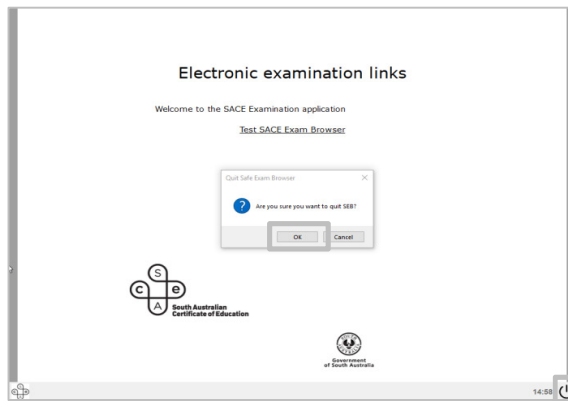 Electronic examination links
Welcome to the SACE Examination application
Test SACE Exam Browser
Quit Safe Exam Browser
Are you sure you want to quit SEB?
OK Cancel
S
C e
A
South Australian
Certificate of Education
Government
of South Australia
14:58